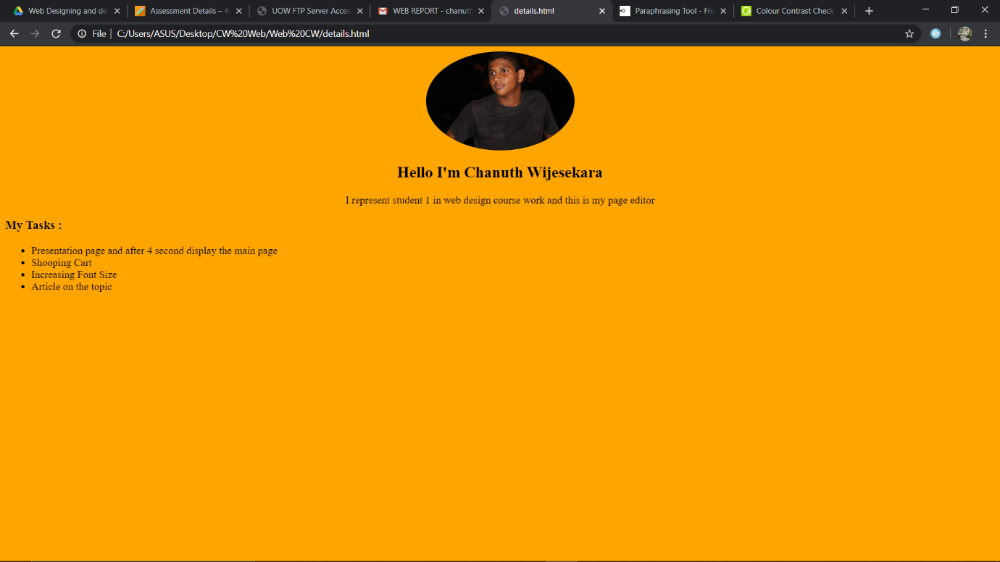 Web Designing and de
Assessment Details – 4
UOW FTP Server Acces
WEB REPORT - chanuth
details.html
Paraphrasing Tool - Fre
Colour Contrast Check
File
C:/Users/ASUS/Desktop/CW%20Web/Web%20CW/details.html
Hello I'm Chanuth Wijesekara
I represent student 1 in web design course work and this is my page editor
My Tasks :
• Presentation page and after 4 second display the main page
• Shooping Cart
• Increasing Font Size
• Article on the topic